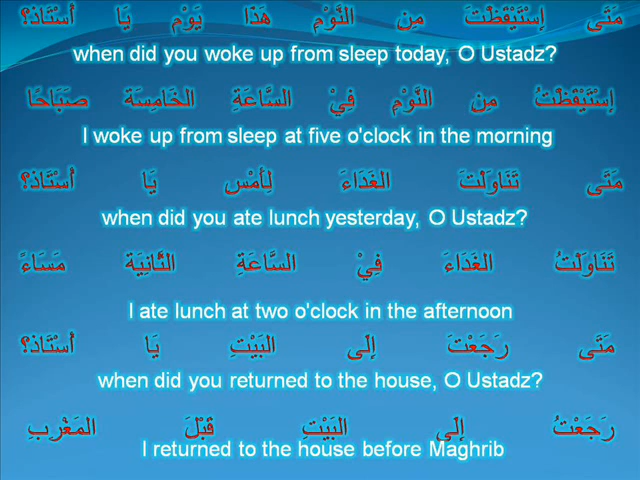 مَتَى إِسْتَيْقَظْتَ مِنِ النَّوْمِ هَذَا يَوْم يَا أُسْتَاذ؟
when did you woke up from sleep today, O Ustadz?
إِسْتَيْقَظْتُ مِنِ النَّوْمِ فِيْ السَّاعَةِ الخَامِسَةِ صَبَاحًا
I woke up from sleep at five o'clock in the morning
مَتَى تَنَاوَلْتَ الغَدَاءَ لِأَمْسِ يَا أُسْتَاذ؟
when did you ate lunch yesterday, O Ustadz?
تَنَاوَلْتُ الغَدَاءَ فِيْ السَّاعَةِ الثَّانِيَة مَسَاءً
I ate lunch at two o'clock in the afternoon
مَتَى رَجَعْتَ إِلَى البَيْتِ يَا أُسْتَاذ؟
when did you returned to the house, O Ustadz?
رَجَعْتُ إِلَى البَيْتِ قَبْلَ المَغْرِبِ
I returned to the house before Maghrib